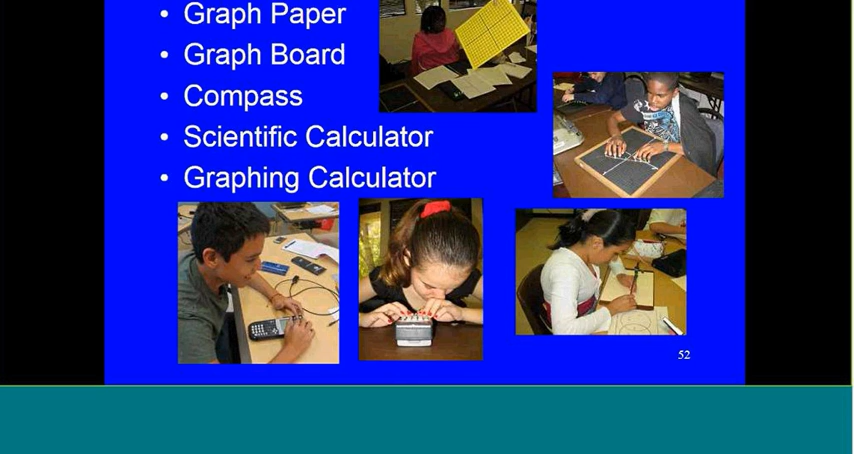 • Graph Paper
• Graph Board
• Compass
• Scientific Calculator
• Graphing Calculator
52